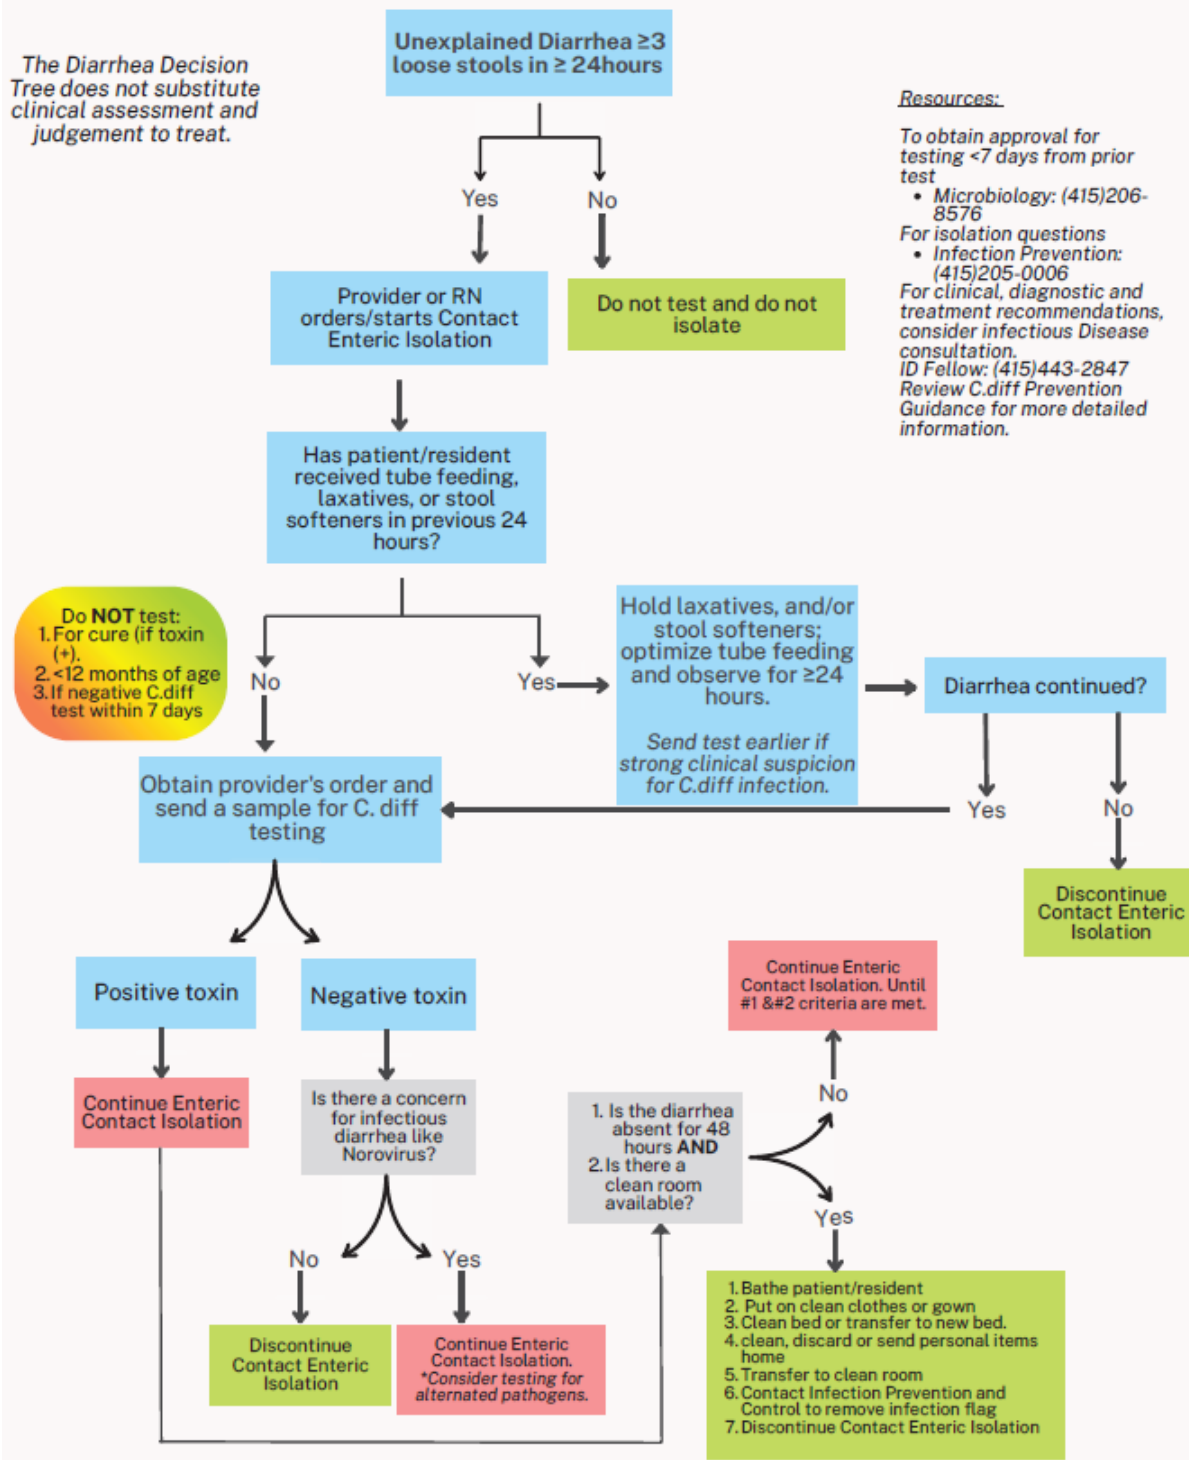 The Diarrhea Decision
Tree does not substitute
clinical assessment and
judgement to treat.
Unexplained Diarrhea ≥3
loose stools in ≥ 24hours
Resources:
To obtain approval for
testing <7 days from prior
test
• Microbiology: (415)206-
8576
For isolation questions
• Infection Prevention:
(415)205-0006
For clinical, diagnostic and
treatment recommendations,
consider infectious Disease
consultation.
ID Fellow: (415)443-2847
Review C.diff Prevention
Guidance for more detailed
information.
Yes
No
Provider or RN
orders/starts Contact
Enteric Isolation
Do not test and do not
isolate
Has patient/resident
received tube feeding,
laxatives, or stool
softeners in previous 24
hours?
Do NOT test:
1. For cure (if toxin
(+).
2. <12 months of age
3. If negative C.diff
test within 7 days
No
Yes
Hold laxatives, and/or
stool softeners;
optimize tube feeding
and observe for ≥24
hours.
Send test earlier if
strong clinical suspicion
for C.diff infection.
Diarrhea continued?
Yes
No
Obtain provider's order and
send a sample for C. diff
testing
Discontinue
Contact Enteric
Isolation
Positive toxin
Negative toxin
Continue Enteric
Contact Isolation
Is there a concern
for infectious
diarrhea like
Norovirus?
No
Yes
Discontinue
Contact Enteric
Isolation
Continue Enteric
Contact Isolation.
*Consider testing for
alternated pathogens.
1. Is the diarrhea
absent for 48
hours AND
2. Is there a
clean room
available?
Continue Enteric
Contact Isolation. Until
#1 &#2 criteria are met.
No
Yes
1. Bathe patient/resident
2. Put on clean clothes or gown
3. Clean bed or transfer to new bed.
4. clean, discard or send personal items
home
5. Transfer to clean room
6. Contact Infection Prevention and
Control to remove infection flag
7. Discontinue Contact Enteric Isolation